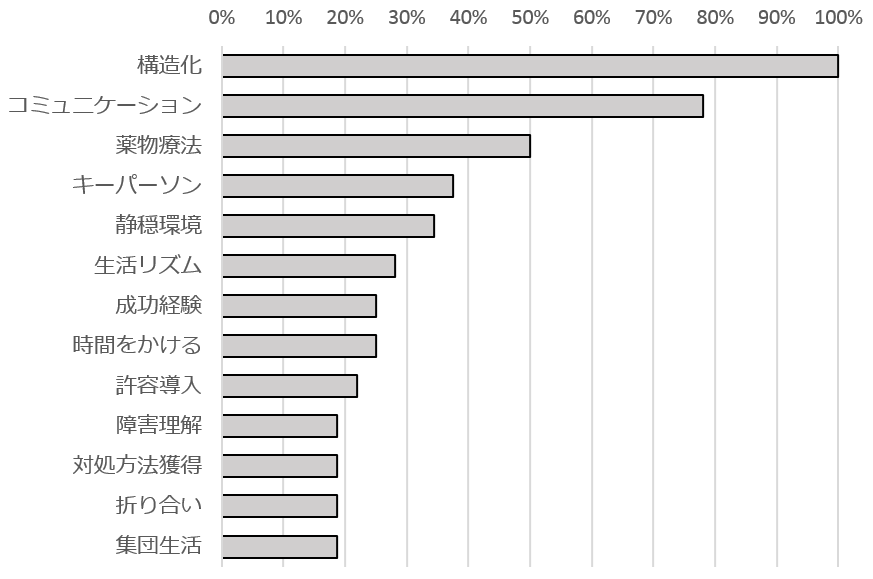 0% 10% 20% 30% 40% 50% 60% 70% 80% 90% 100%
構造化
コミュニケーション
薬物療法
キーパーソン
静穏環境
生活リズム
成功経験
時間をかける
許容導入
障害理解
対処方法獲得
折り合い
集団生活